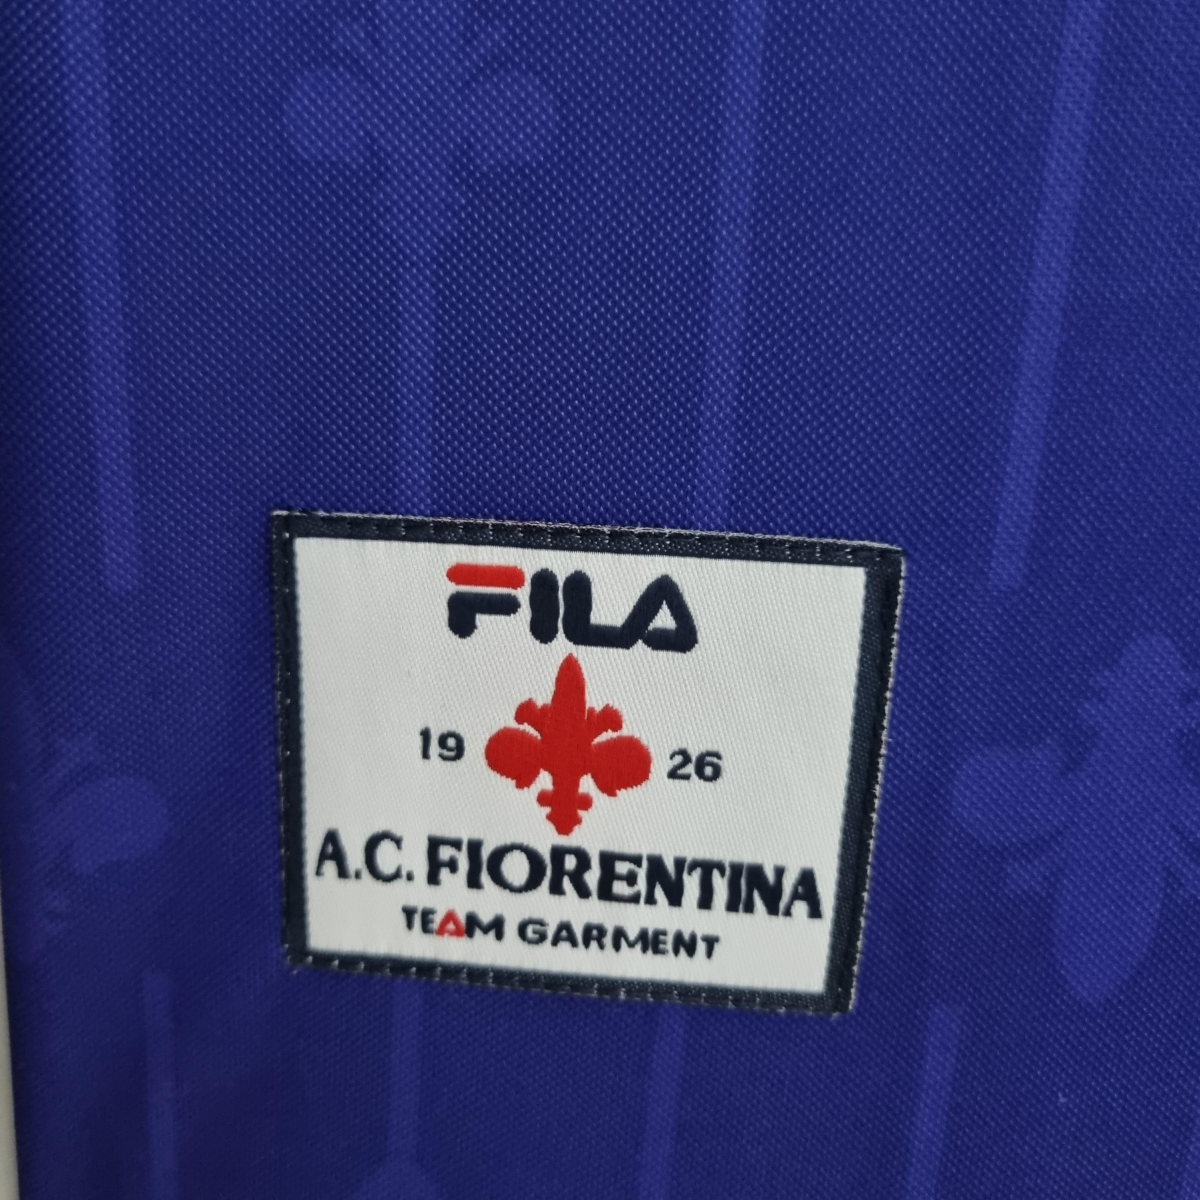 FILA
19 26
A.C. FIORENTINA
TEAM GARMENT